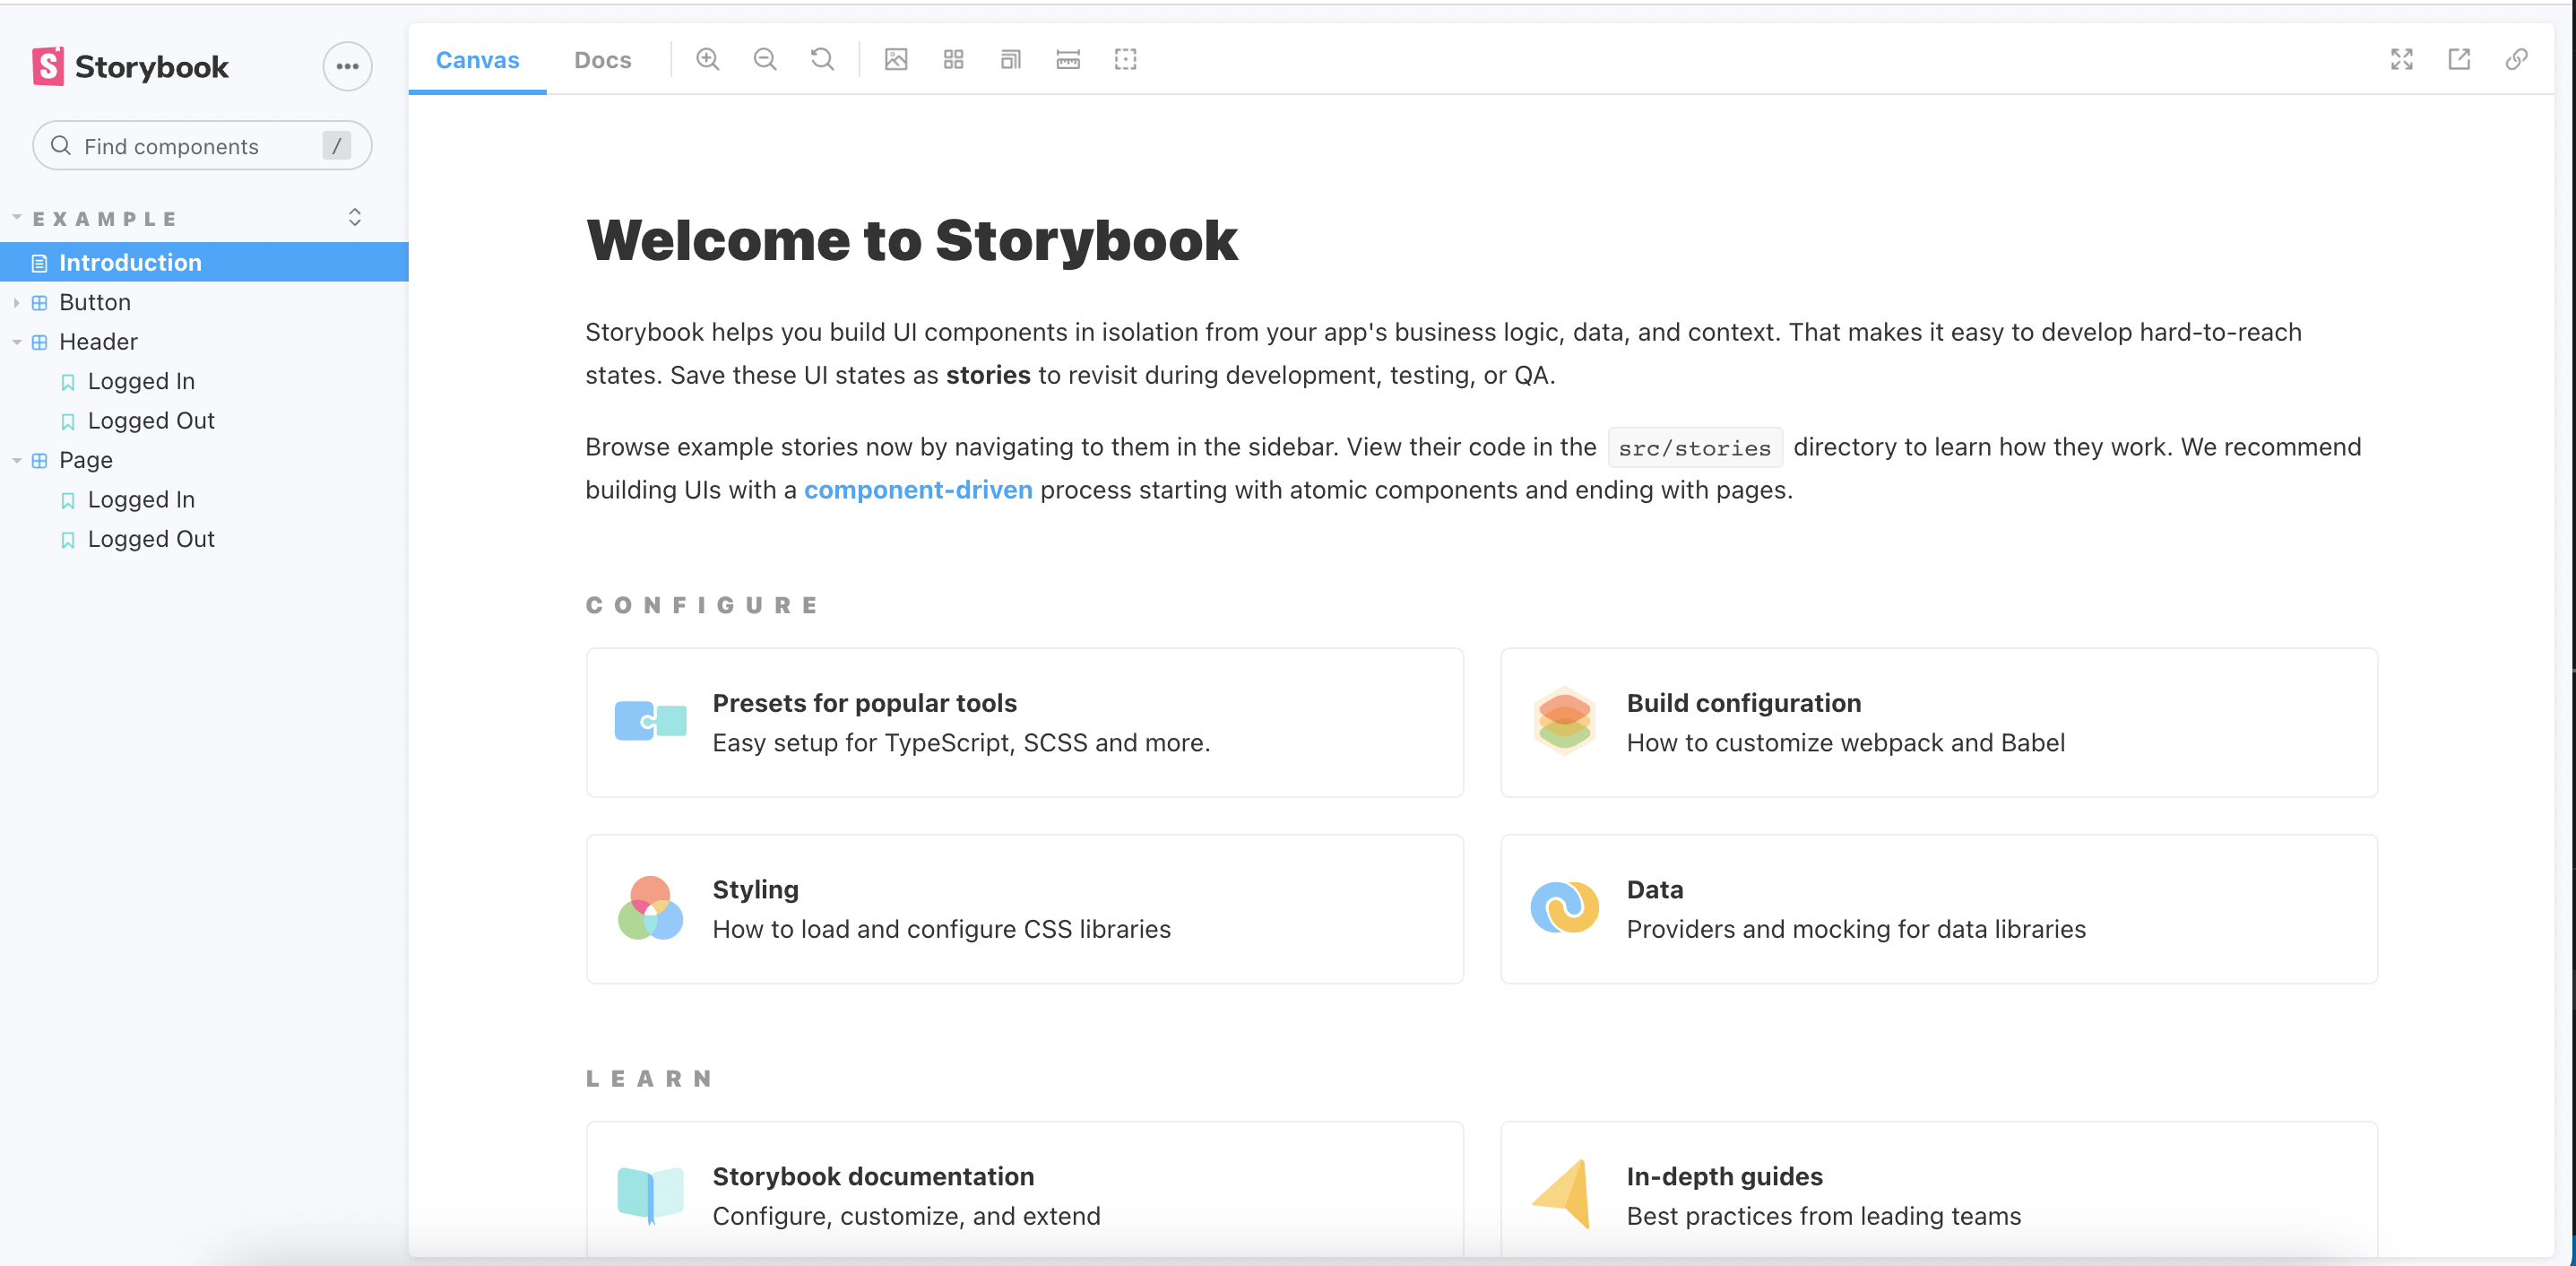 Storybook
Find components /
EXAMPLE
Introduction
Button
Header
Logged In
Logged Out
Page
Logged In
Logged Out
Canvas Docs
Welcome to Storybook
Storybook helps you build UI components in isolation from your app's business logic, data, and context. That makes it easy to develop hard-to-reach
states. Save these UI states as stories to revisit during development, testing, or QA.
Browse example stories now by navigating to them in the sidebar. View their code in the src/stories directory to learn how they work. We recommend
building UIs with a component-driven process starting with atomic components and ending with pages.
CONFIGURE
Presets for popular tools
Easy setup for TypeScript, SCSS and more.
Build configuration
How to customize webpack and Babel
Styling
How to load and configure CSS libraries
Data
Providers and mocking for data libraries
LEARN
Storybook documentation
Configure, customize, and extend
In-depth guides
Best practices from leading teams